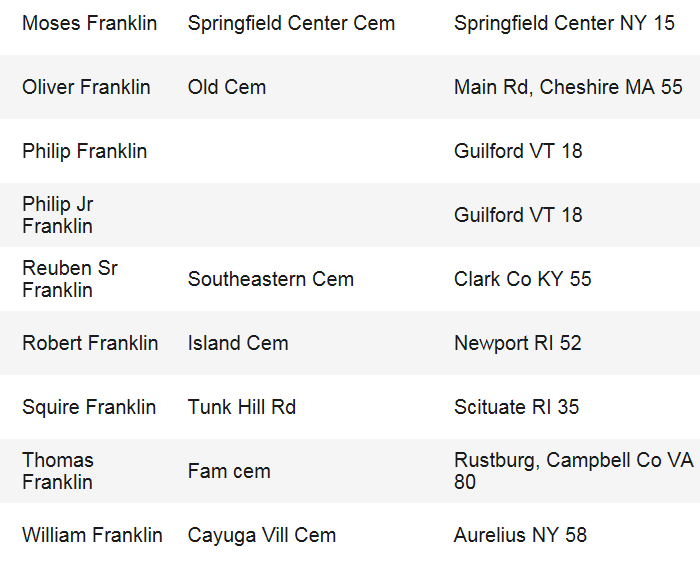 Moses Franklin Springfield Center Cem Springfield Center NY 15
Oliver Franklin Old Cem Main Rd, Cheshire MA 55
Philip Franklin Guilford VT 18
Philip Jr
Franklin Guilford VT 18
Reuben Sr
Franklin Southeastern Cem Clark Co KY 55
Robert Franklin Island Cem Newport RI 52
Squire Franklin Tunk Hill Rd Scituate RI 35
Thomas
Franklin Fam cem Rustburg, Campbell Co VA
80
William Franklin Cayuga Vill Cem Aurelius NY 58